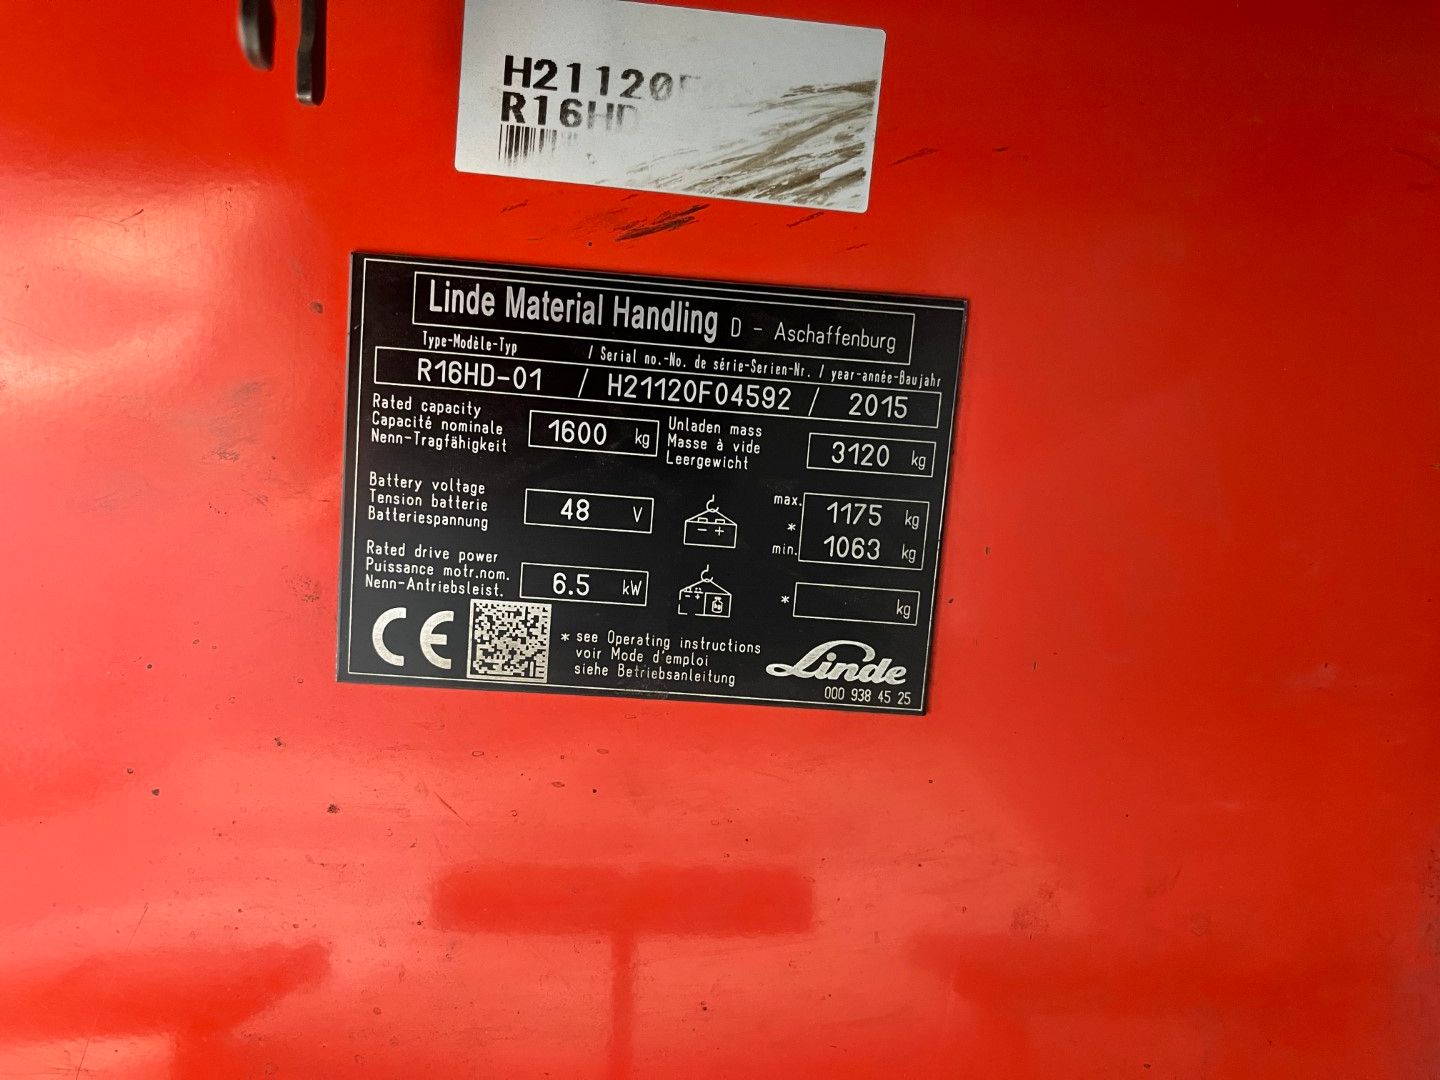 H21120F
R16HD
Linde Material Handling D - Aschaffenburg
Type-Modèle-Typ / Serial no.-No. de série-Serien-Nr. / year-année-Baujahr
R16HD-01 / H21120F04592 / 2015
Rated capacity
Capacité nominale
Nenn-Tragfähigkeit
1600 kg
Unladen mass
Masse à vide
Leergewicht
3120 kg
Battery voltage
Tension batterie
Batteriespannung
48 V
max. 1175 kg
*
min. 1063 kg
Rated drive power
Puissance motr.nom.
Nenn-Antriebsleist.
6.5 kW
* kg
CE
* see Operating instructions
voir Mode d'emploi
siehe Betriebsanleitung
Linde
000 938 45 25